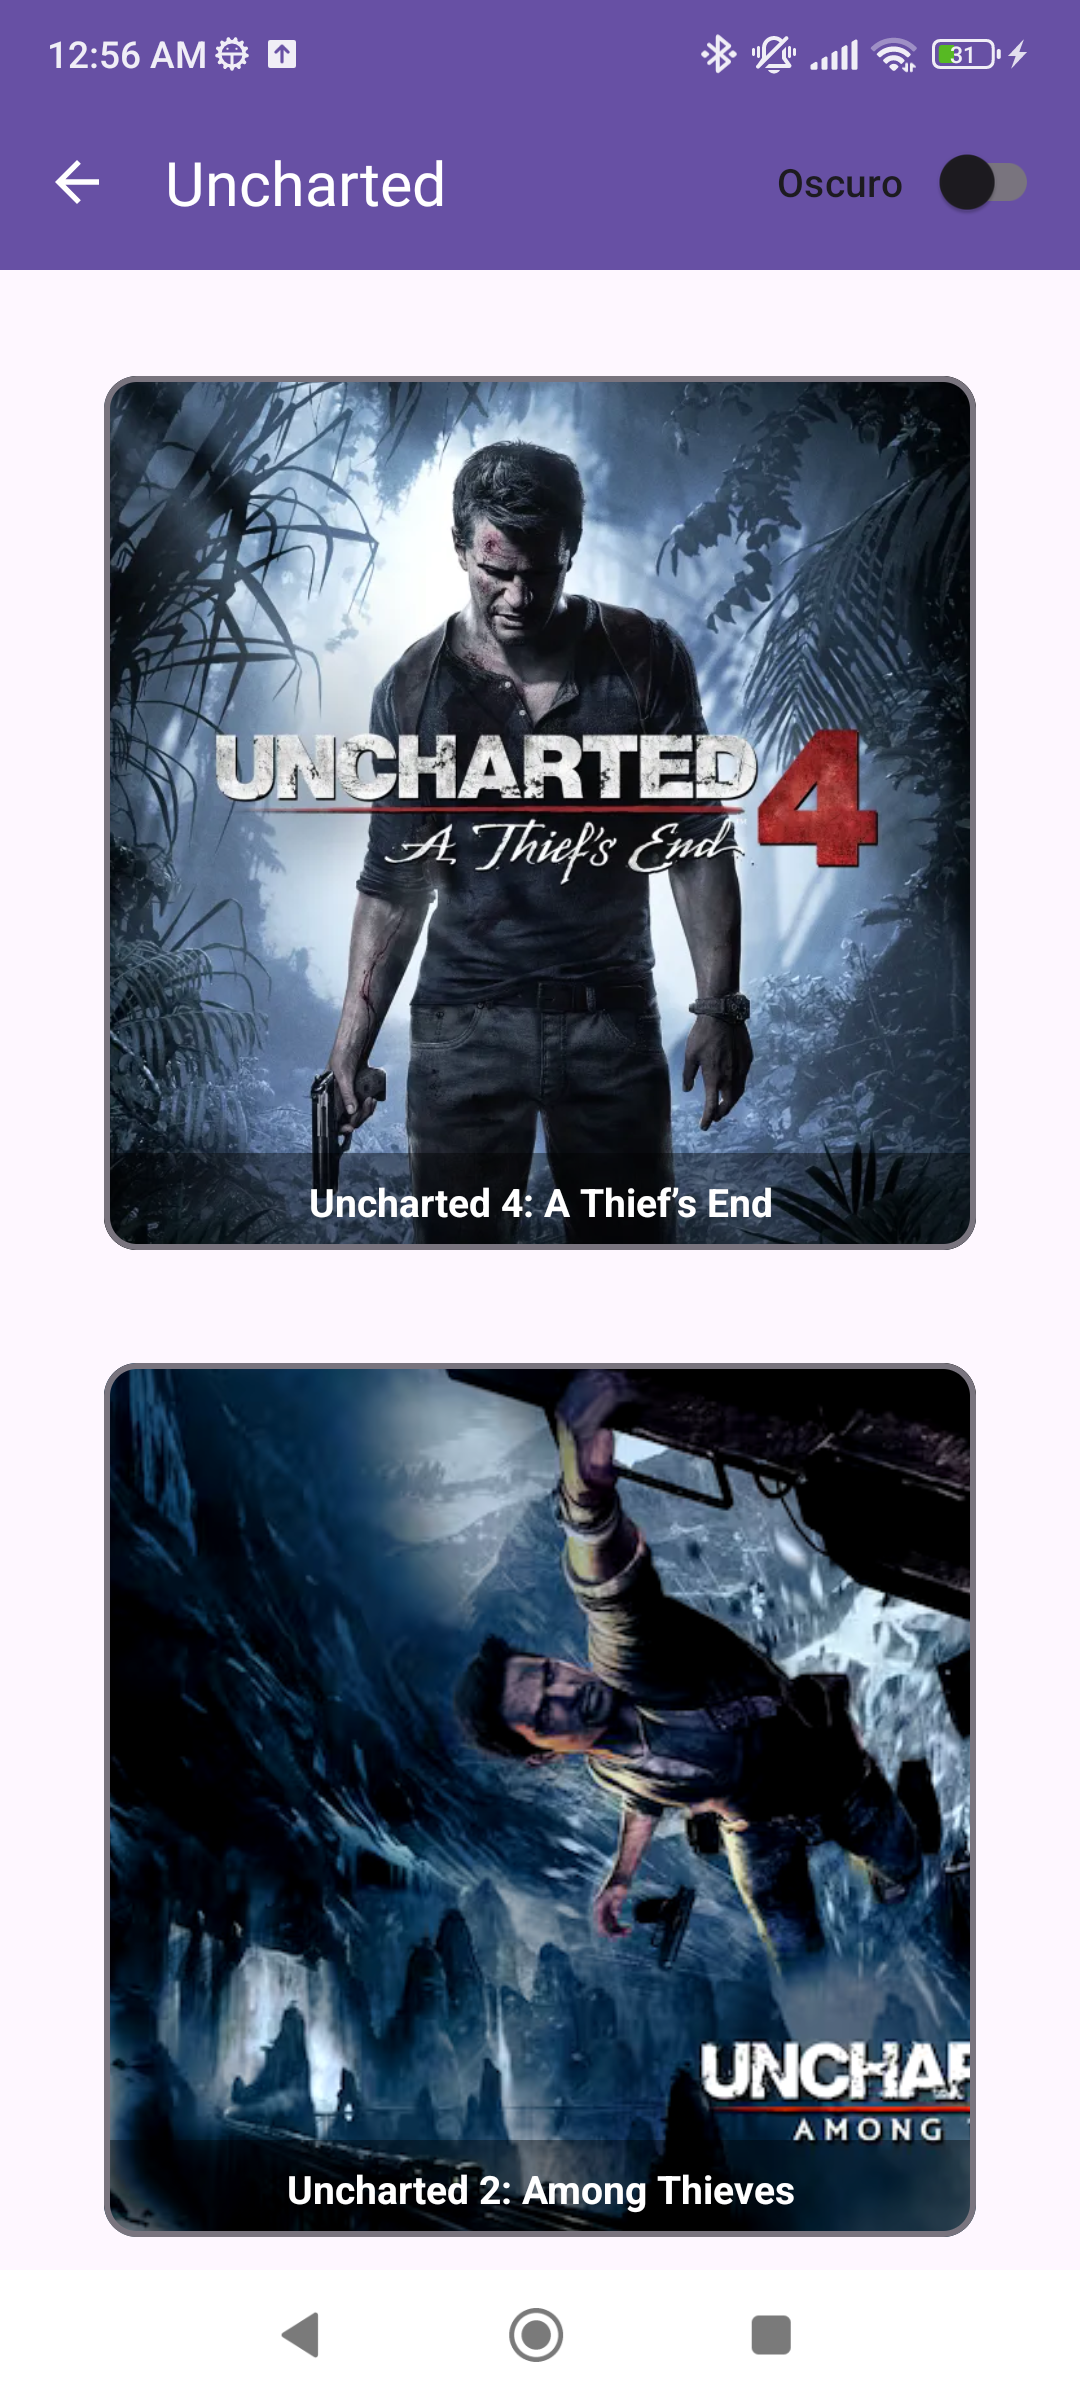 12:56 AM
31
Uncharted
Oscuro
UNCHARTED 4
A Thief's End
Uncharted 4: A Thief’s End
UNCHAR
AMONG
Uncharted 2: Among Thieves